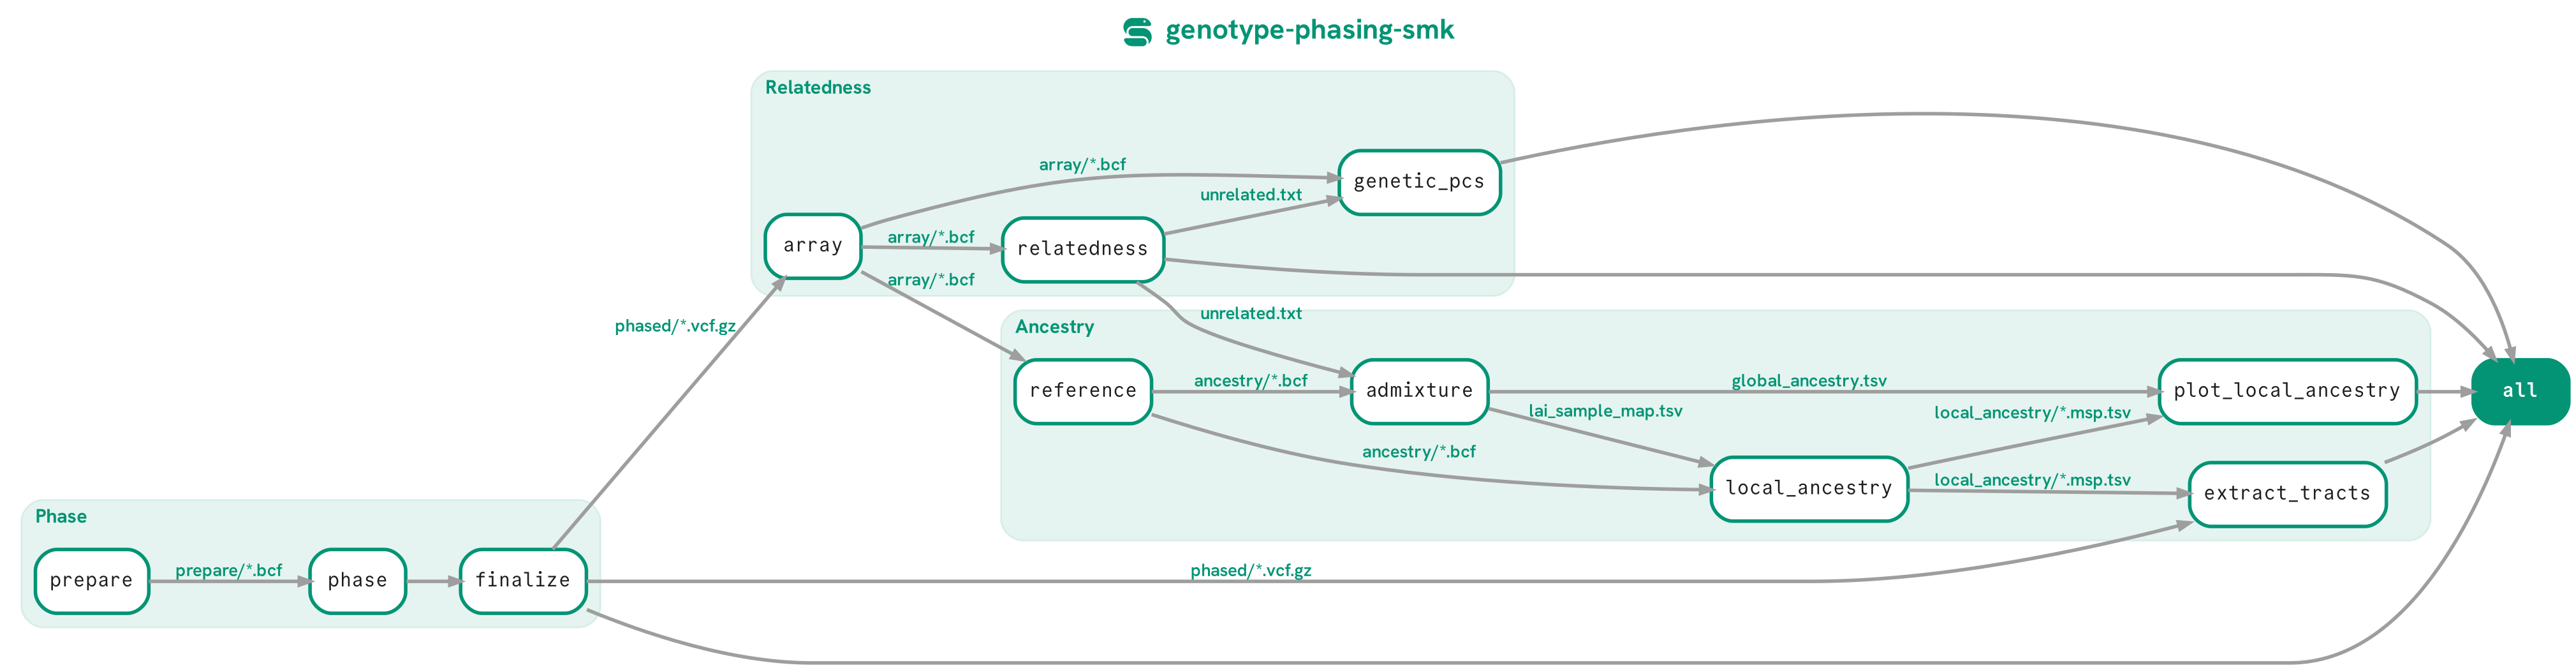 genotype-phasing-smk
Relatedness
array/*.bcf
genetic_pcs
unrelated.txt
array
array/*.bcf
relatedness
array/*.bcf
unrelated.txt
phased/*.vcf.gz
Ancestry
reference
ancestry/*.bcf
admixture
global_ancestry.tsv
plot_local_ancestry
all
lai_sample_map.tsv
local_ancestry/*.msp.tsv
ancestry/*.bcf
local_ancestry
local_ancestry/*.msp.tsv
extract_tracts
Phase
prepare
prepare/*.bcf
phase
finalize
phased/*.vcf.gz